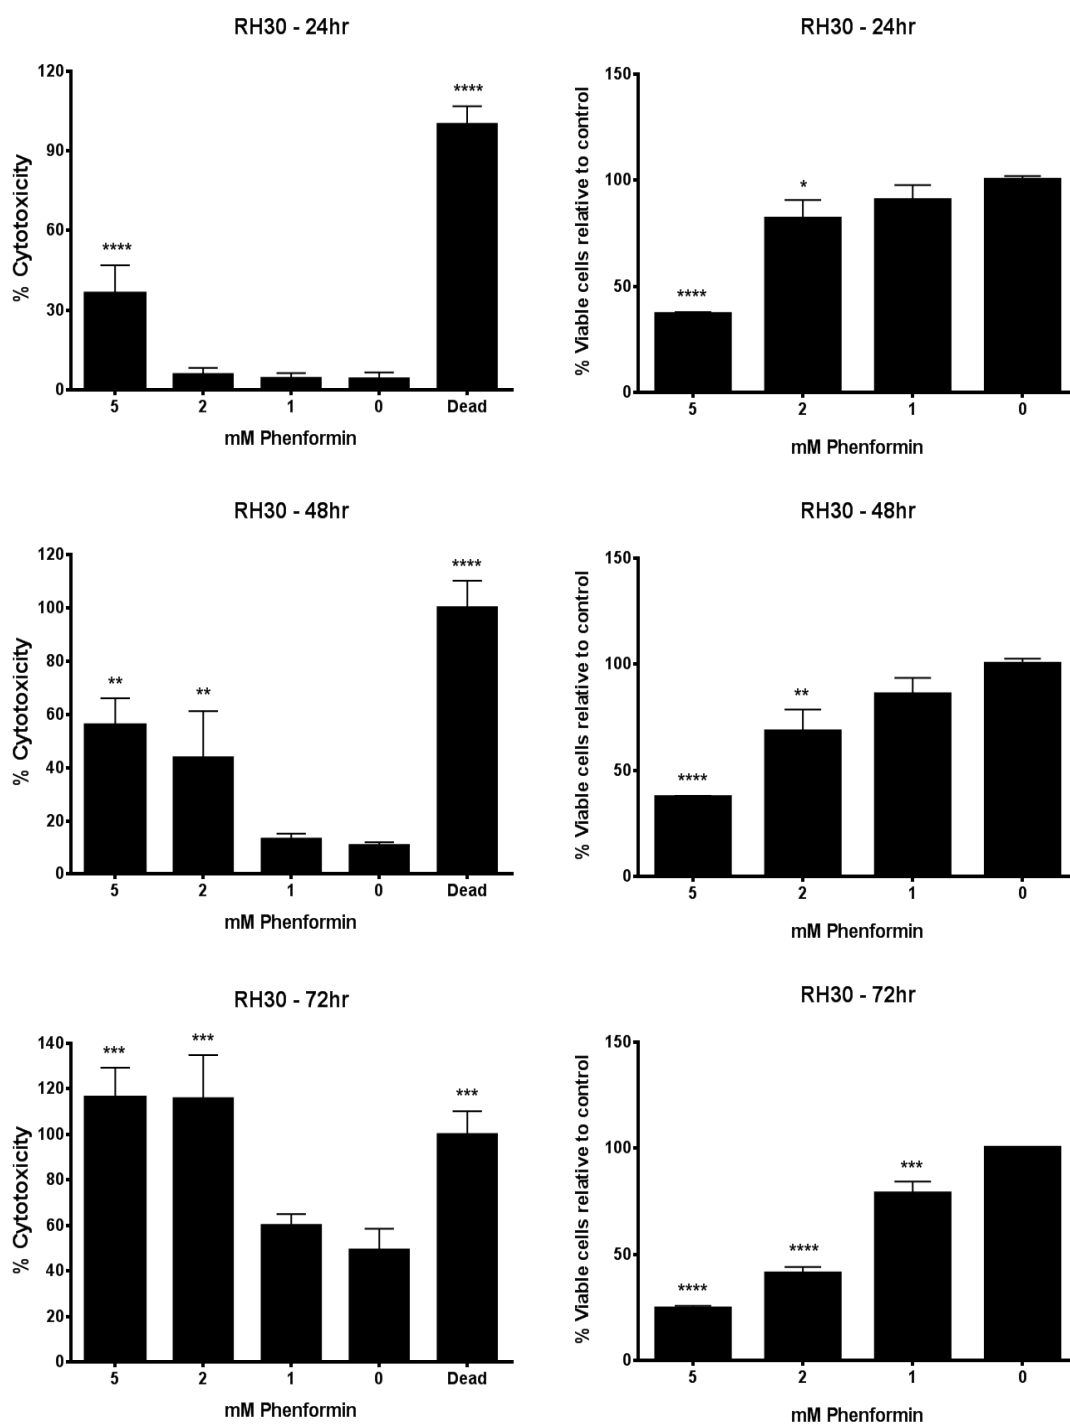 RH30 - 24hr
% Cytotoxicity
120
90
60
30
0
****
****
5 2 1 0 Dead
mM Phenformin
RH30 - 24hr
% Viable cells relative to control
150
100
50
0
****
*
5 2 1 0
mM Phenformin
RH30 - 48hr
% Cytotoxicity
120
100
80
60
40
20
0
**
**
****
5 2 1 0 Dead
mM Phenformin
RH30 - 48hr
% Viable cells relative to control
150
100
50
0
****
**
5 2 1 0
mM Phenformin
RH30 - 72hr
% Cytotoxicity
140
120
100
80
60
40
20
0
***
***
***
5 2 1 0 Dead
mM Phenformin
RH30 - 72hr
% Viable cells relative to control
150
100
50
0
****
****
***
5 2 1 0
mM Phenformin